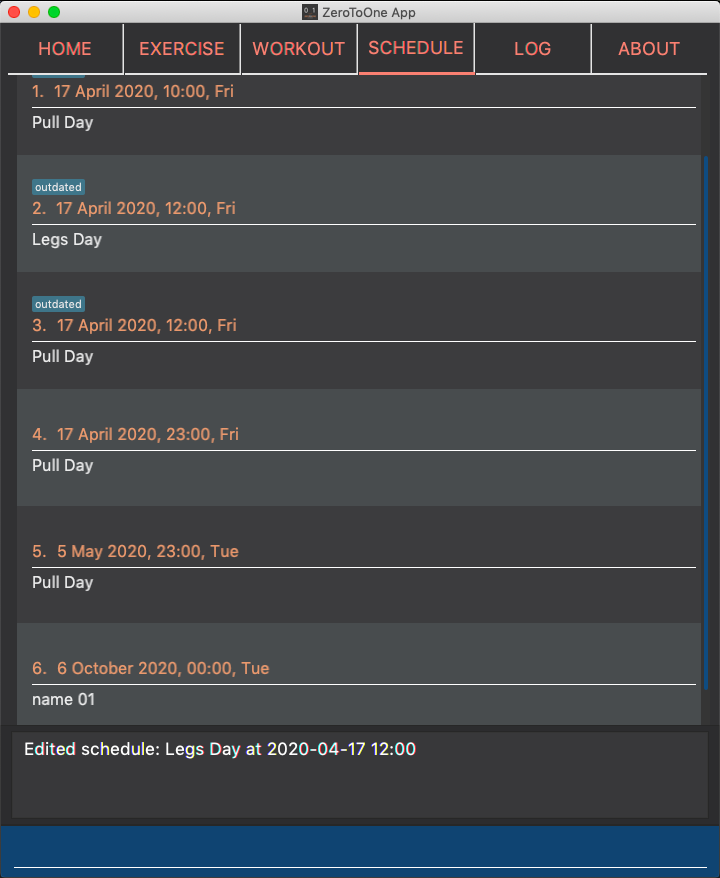 ZeroToOne App
HOME EXERCISE WORKOUT SCHEDULE LOG ABOUT
1. 17 April 2020, 10:00, Fri
Pull Day
outdated
2. 17 April 2020, 12:00, Fri
Legs Day
outdated
3. 17 April 2020, 12:00, Fri
Pull Day
4. 17 April 2020, 23:00, Fri
Pull Day
5. 5 May 2020, 23:00, Tue
Pull Day
6. 6 October 2020, 00:00, Tue
name 01
Edited schedule: Legs Day at 2020-04-17 12:00